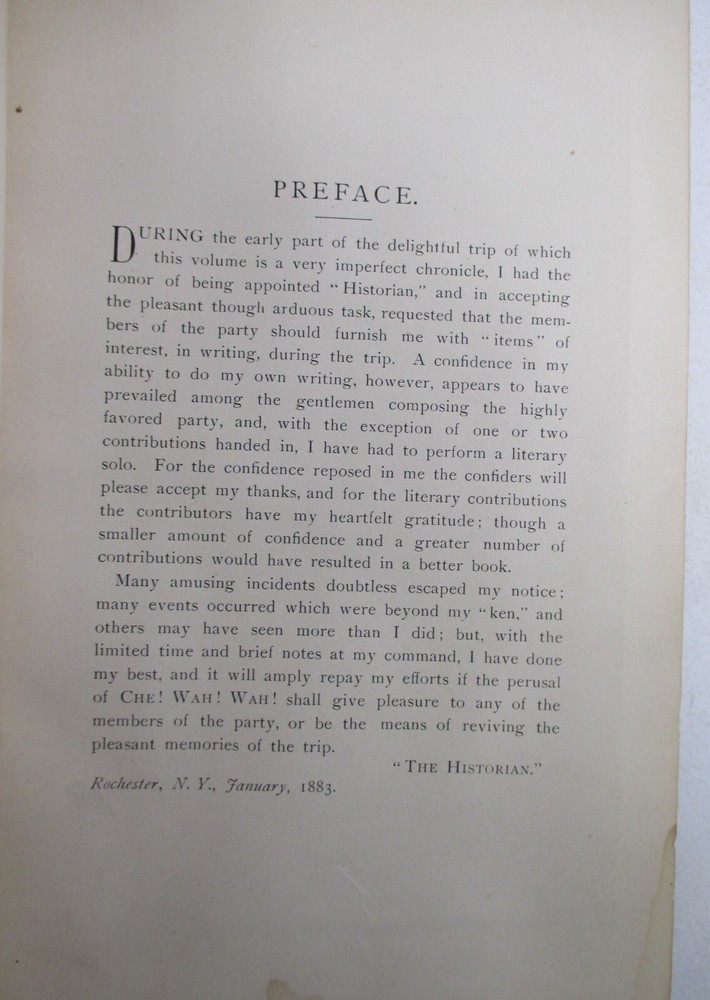 PREFACE.
DURING the early part of the delightful trip of which
this volume is a very imperfect chronicle, I had the
honor of being appointed “Historian,” and in accepting
the pleasant though arduous task, requested that the mem-
bers of the party should furnish me with “items” of
interest, in writing, during the trip. A confidence in my
ability to do my own writing, however, appears to have
prevailed among the gentlemen composing the highly
favored party, and, with the exception of one or two
contributions handed in, I have had to perform a literary
solo. For the confidence reposed in me the confiders will
please accept my thanks, and for the literary contributions
the contributors have my heartfelt gratitude; though a
smaller amount of confidence and a greater number of
contributions would have resulted in a better book.
Many amusing incidents doubtless escaped my notice;
many events occurred which were beyond my “ken,” and
others may have seen more than I did; but, with the
limited time and brief notes at my command, I have done
my best, and it will amply repay my efforts if the perusal
of CHE! WAH! WAH! shall give pleasure to any of the
members of the party, or be the means of reviving the
pleasant memories of the trip.
“THE HISTORIAN.”
Rochester, N. Y., January, 1883.